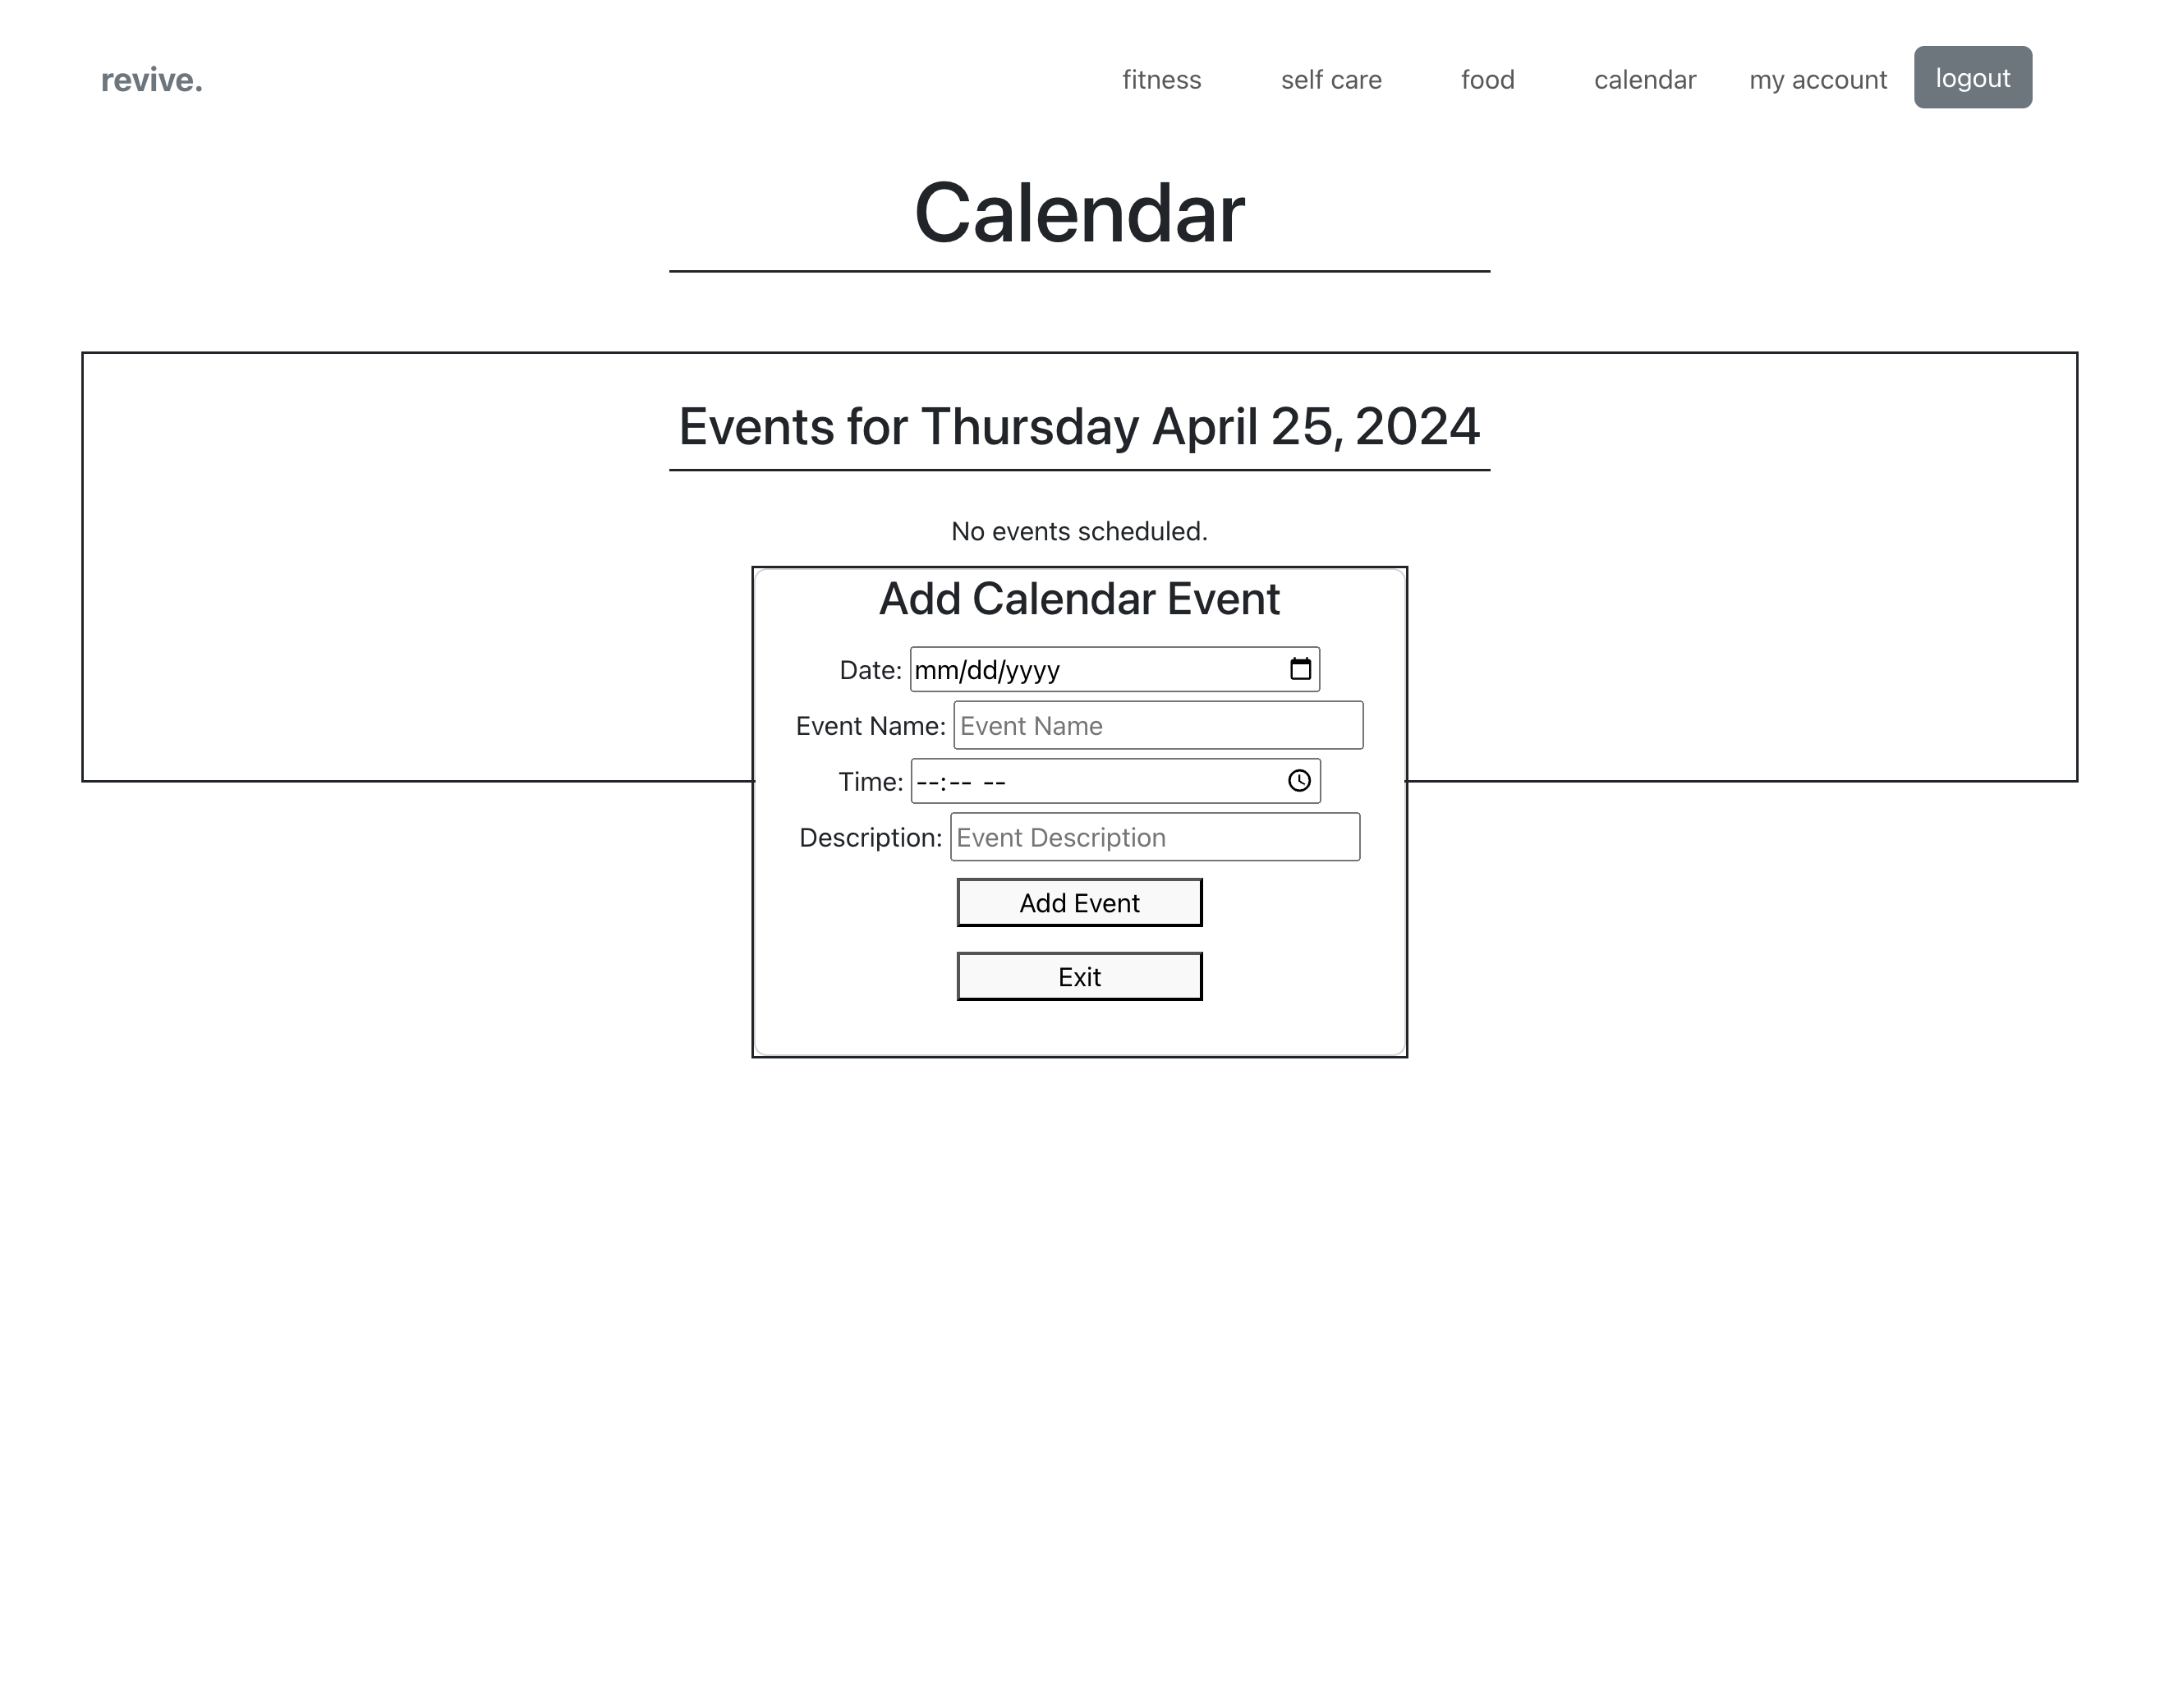 revive. fitness self care food calendar my account logout
Calendar
Events for Thursday April 25, 2024
No events scheduled.
Add Calendar Event
Date: mm/dd/yyyy
Event Name: Event Name
Time: --:-- --
Description: Event Description
Add Event
Exit